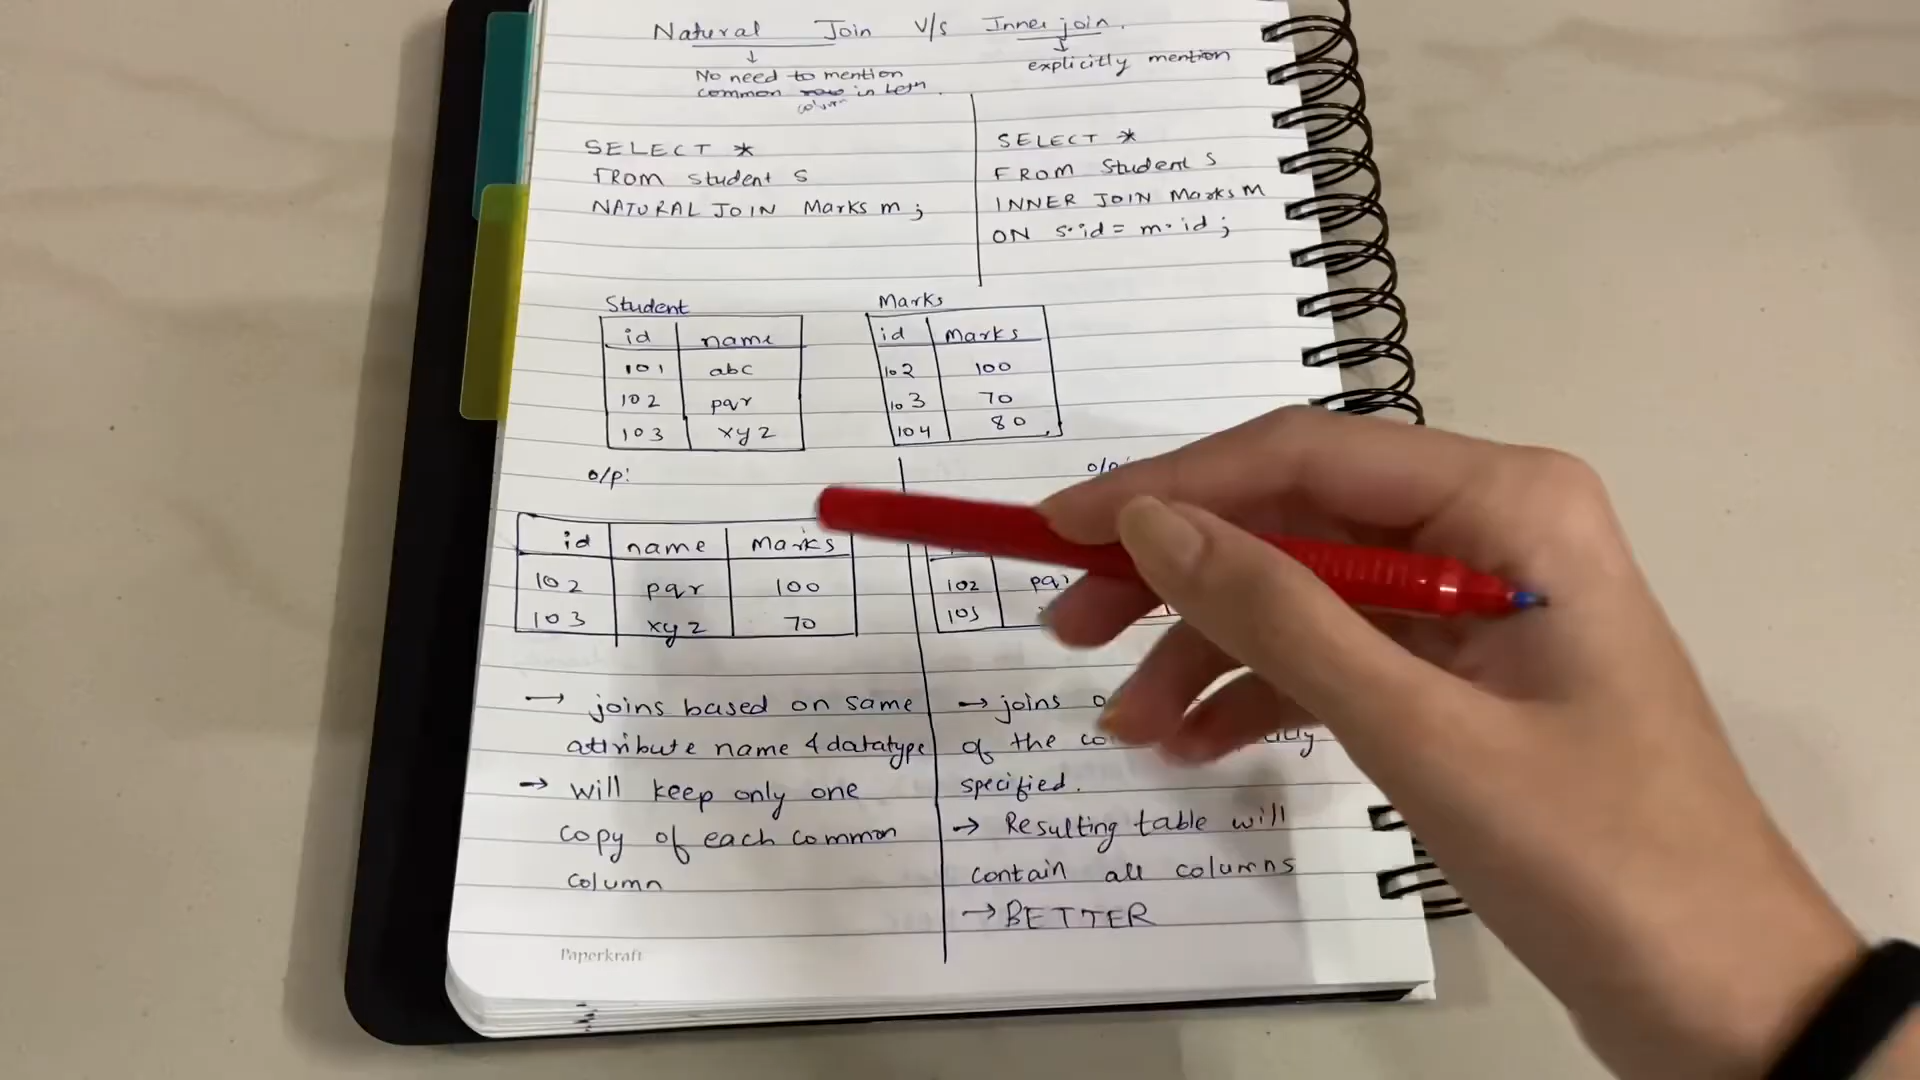 Natural Join v/s Inner join.
↓
No need to mention
common row in both
column
↓
explicitly mention
SELECT *
FROM student s
NATURAL JOIN Marks m ;
SELECT *
FROM Student s
INNER JOIN Marks M
ON s.id = m.id ;
Student
id name
101 abc
102 pqr
103 xyz
Marks
id Marks
102 100
103 70
104 80
o/p:
id name Marks
102 pqr 100
103 xyz 70
o/p:
102 pqr
103
→ joins based on same
attribute name & datatype
→ will keep only one
copy of each common
column
→ joins
of the
specified.
→ Resulting table will
contain all columns
→ BETTER
Paperkraft